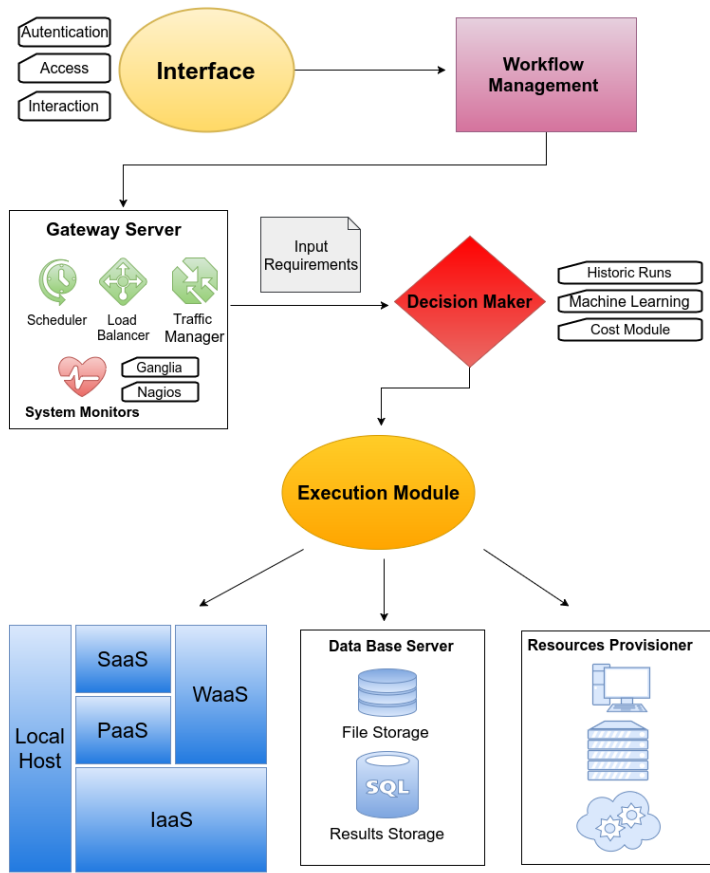 Autentication
Access
Interaction
Interface
Workflow
Management
Gateway Server
Scheduler
Load
Balancer
Traffic
Manager
Ganglia
Nagios
System Monitors
Input
Requirements
Decision Maker
Historic Runs
Machine Learning
Cost Module
Execution Module
Local
Host
SaaS
PaaS
WaaS
IaaS
Data Base Server
File Storage
SQL
Results Storage
Resources Provisioner